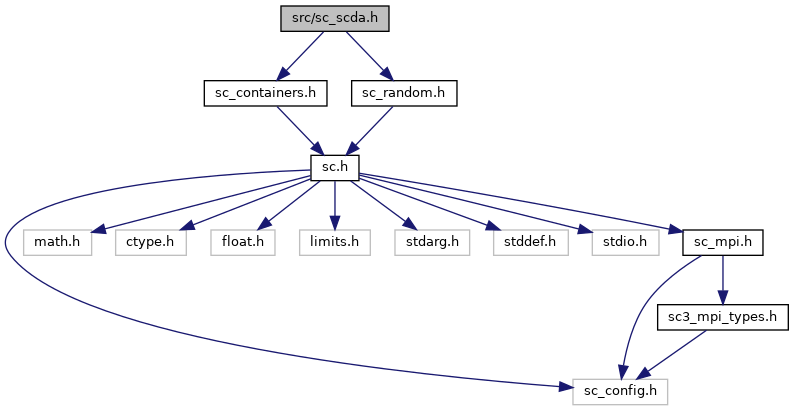 src/sc_scda.h
sc_containers.h
sc_random.h
sc.h
math.h
ctype.h
float.h
limits.h
stdarg.h
stddef.h
stdio.h
sc_mpi.h
sc3_mpi_types.h
sc_config.h